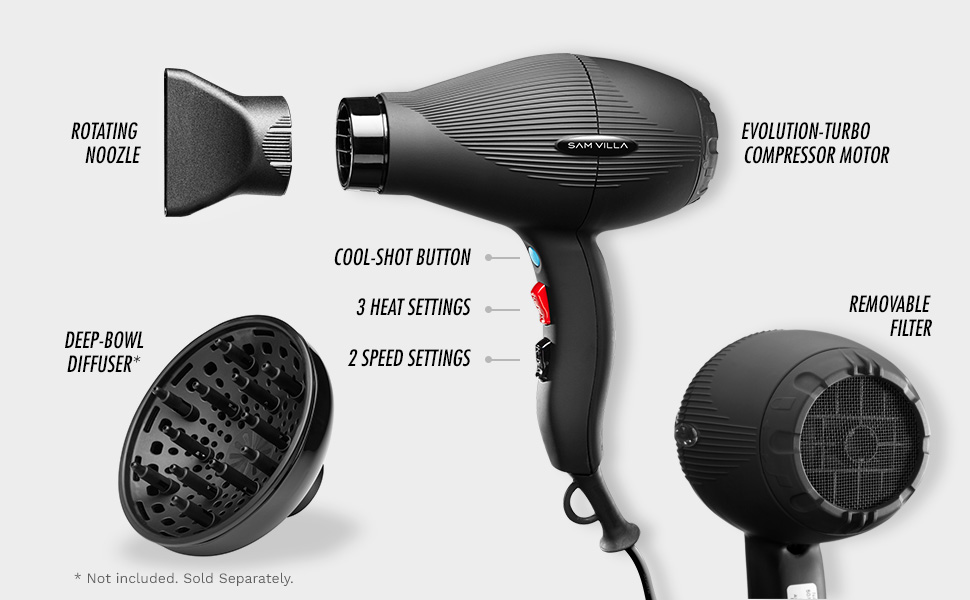 ROTATING
NOOZLE
SAM VILLA
EVOLUTION-TURBO
COMPRESSOR MOTOR
COOL-SHOT BUTTON
3 HEAT SETTINGS
2 SPEED SETTINGS
REMOVABLE
FILTER
DEEP-BOWL
DIFFUSER*
* Not included. Sold Separately.